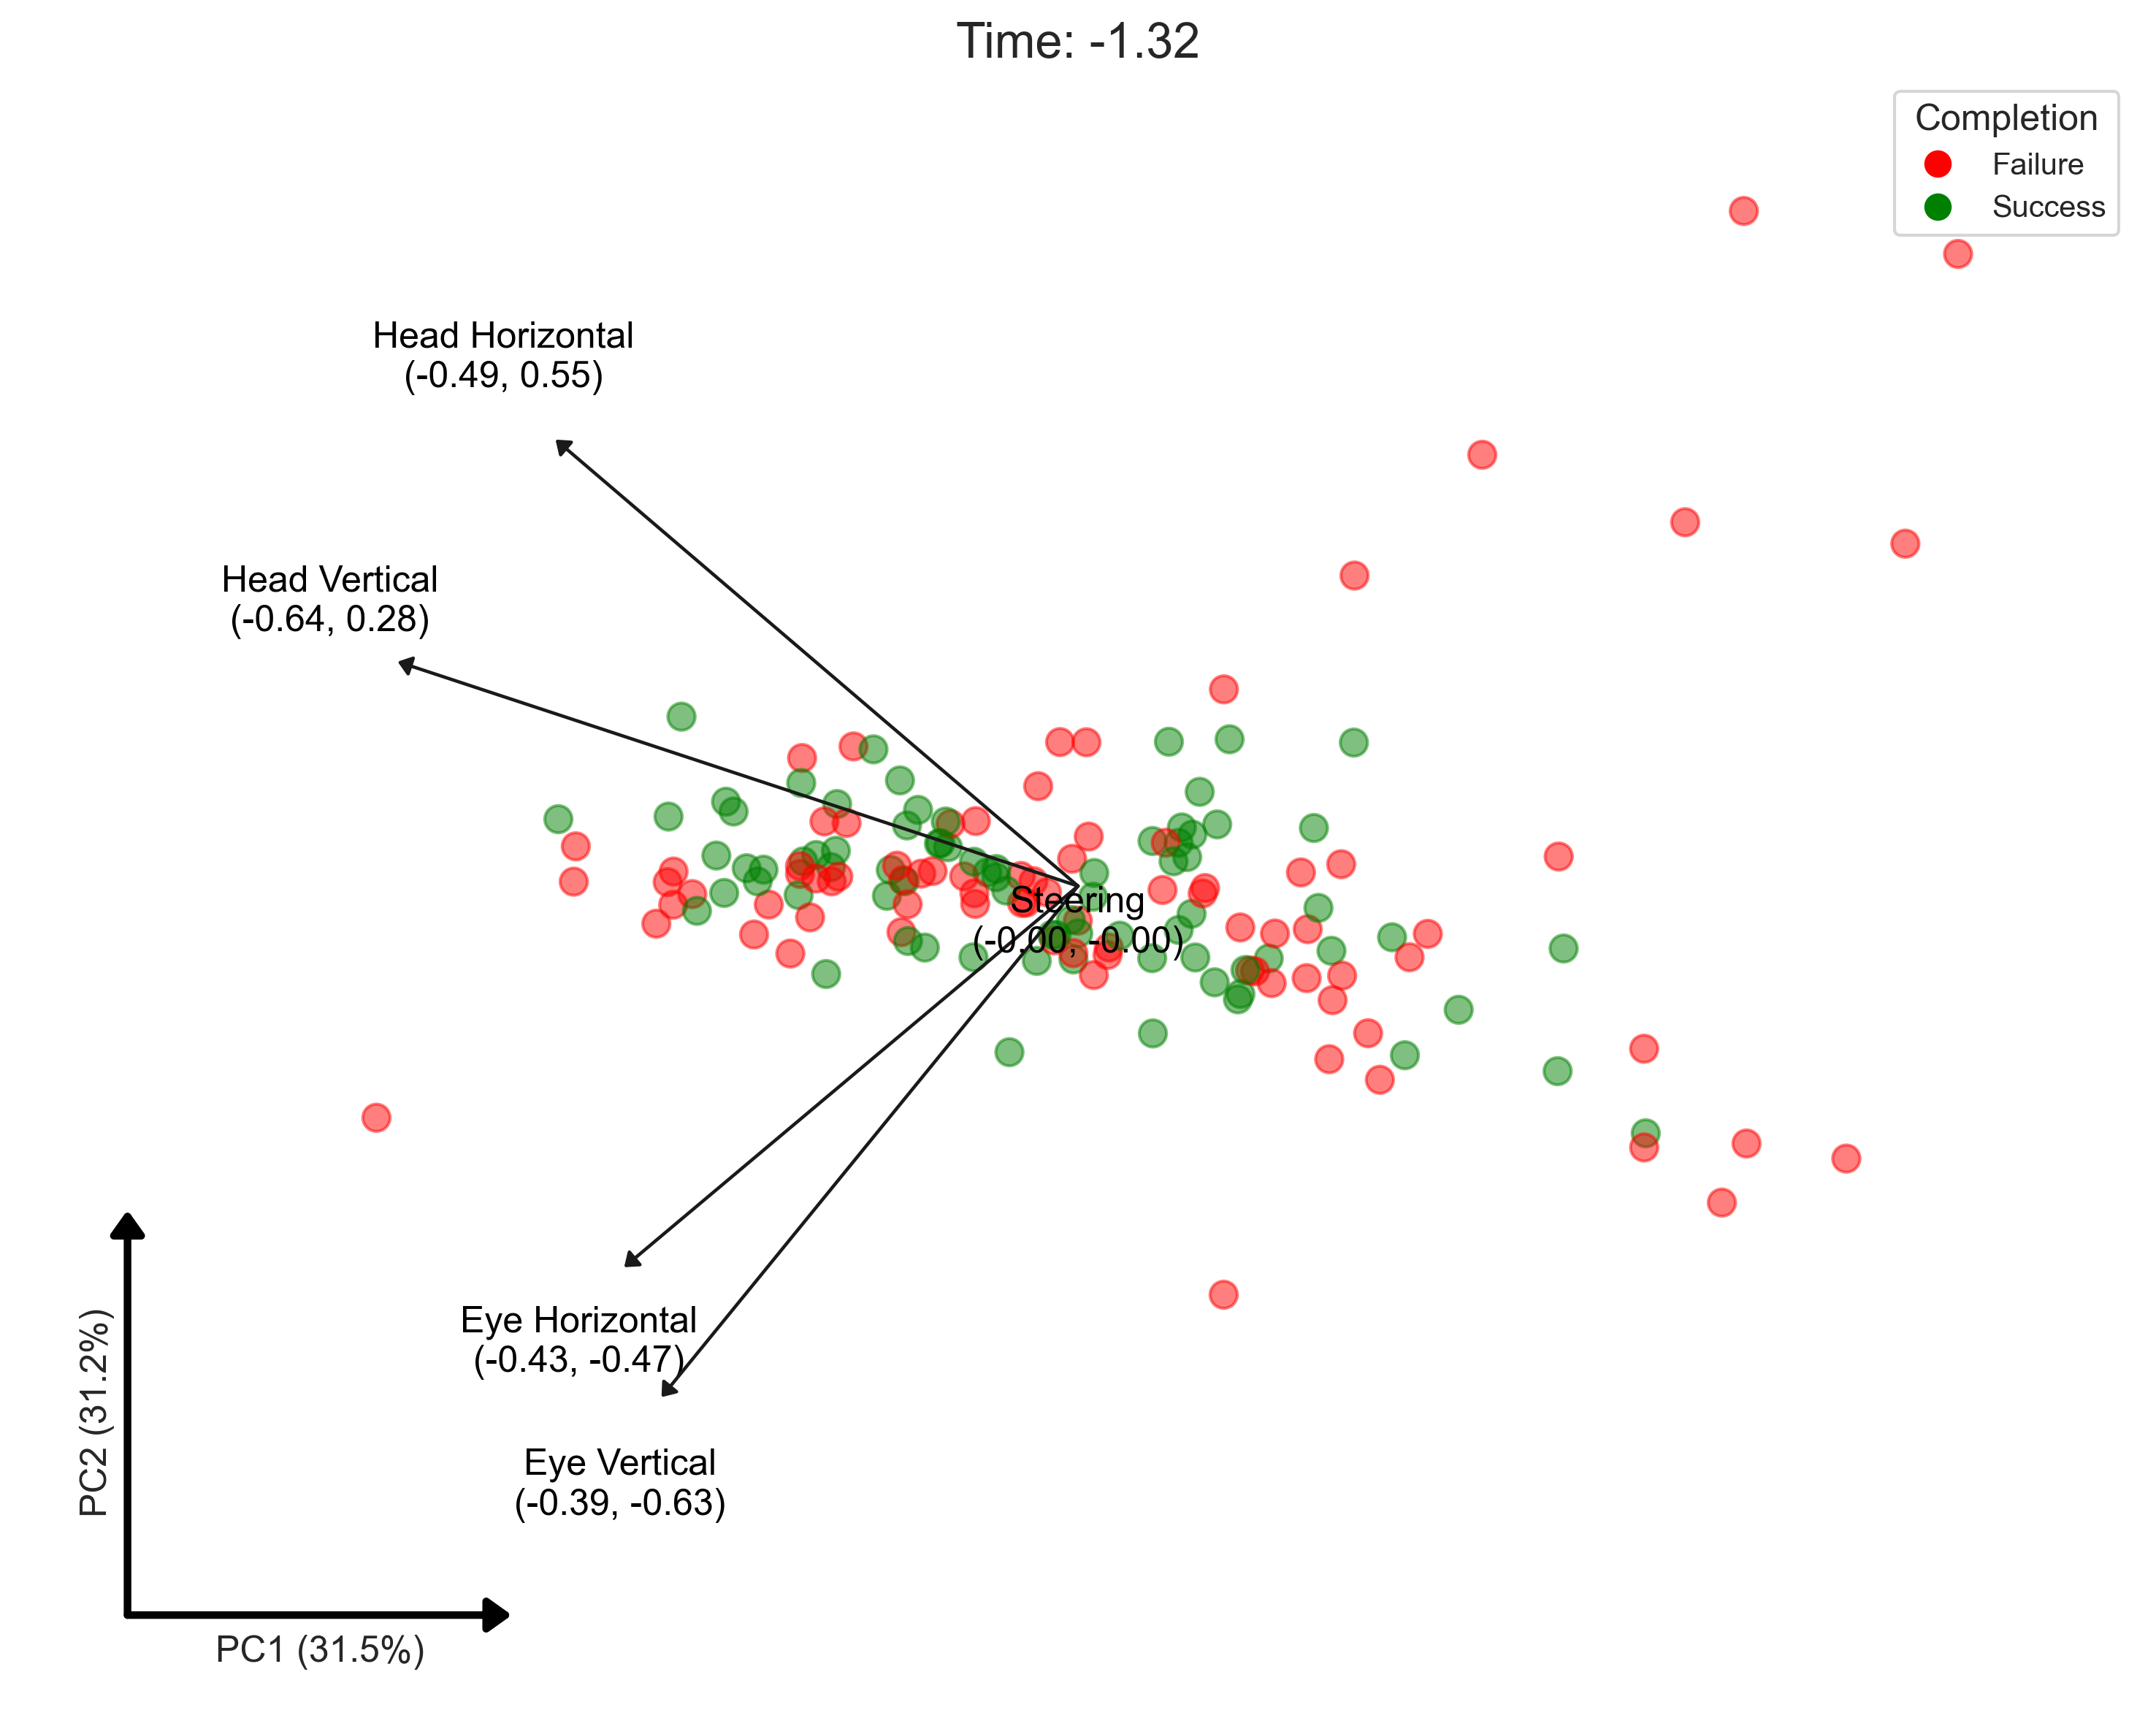 Time: -1.32
Completion
Failure
Success
Head Horizontal
(-0.49, 0.55)
Head Vertical
(-0.64, 0.28)
Steering
(-0.00, -0.00)
Eye Horizontal
(-0.43, -0.47)
Eye Vertical
(-0.39, -0.63)
PC2 (31.2%)
PC1 (31.5%)